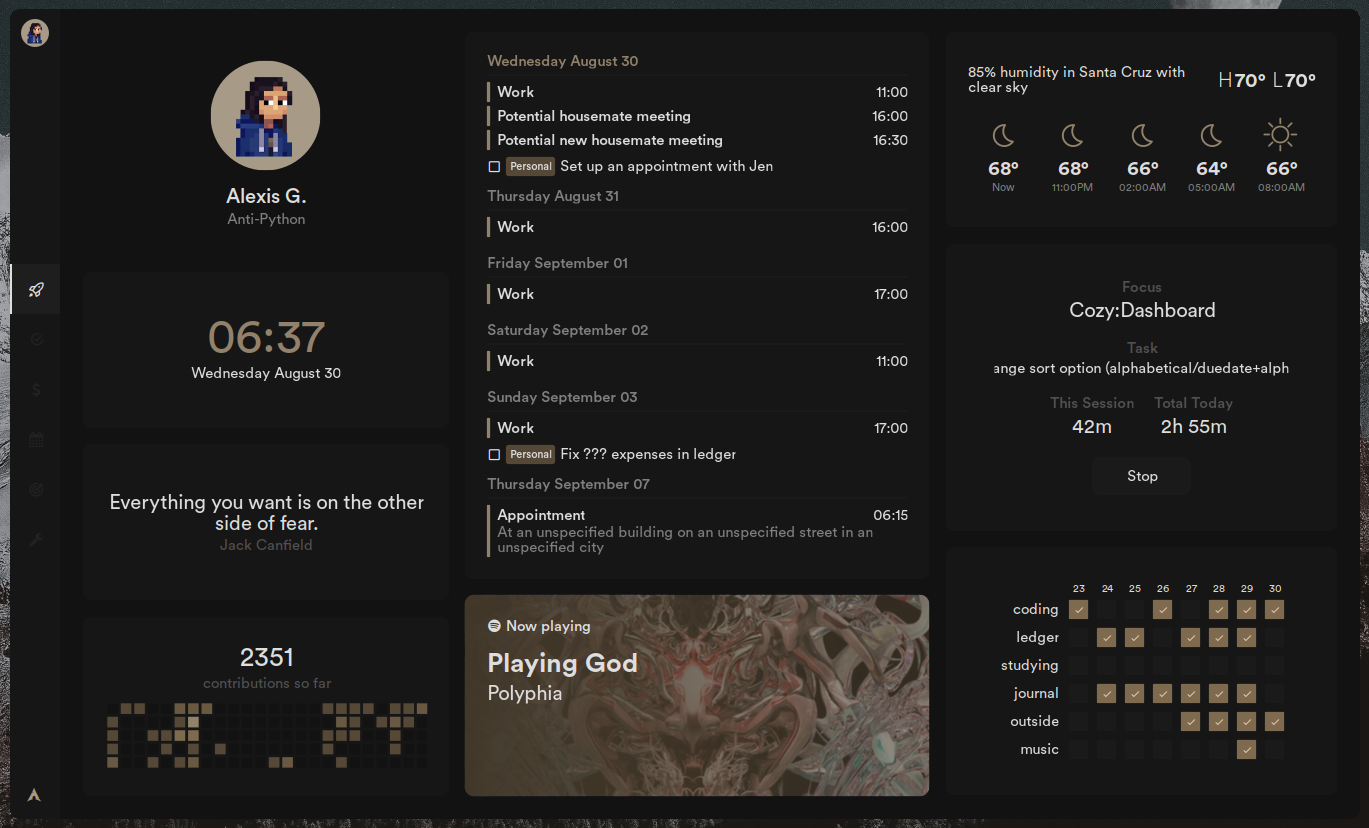 Alexis G.
Anti-Python
06:37
Wednesday August 30
Everything you want is on the other
side of fear.
Jack Canfield
2351
contributions so far
Wednesday August 30
Work 11:00
Potential housemate meeting 16:00
Potential new housemate meeting 16:30
Personal Set up an appointment with Jen
Thursday August 31
Work 16:00
Friday September 01
Work 17:00
Saturday September 02
Work 11:00
Sunday September 03
Work 17:00
Personal Fix ??? expenses in ledger
Thursday September 07
Appointment 06:15
At an unspecified building on an unspecified street in an
unspecified city
Now playing
Playing God
Polyphia
85% humidity in Santa Cruz with
clear sky
H 70° L 70°
68° 68° 66° 64° 66°
Now 11:00PM 02:00AM 05:00AM 08:00AM
Focus
Cozy:Dashboard
Task
ange sort option (alphabetical/duedate+alph
This Session Total Today
42m 2h 55m
Stop
23 24 25 26 27 28 29 30
coding
ledger
studying
journal
outside
music